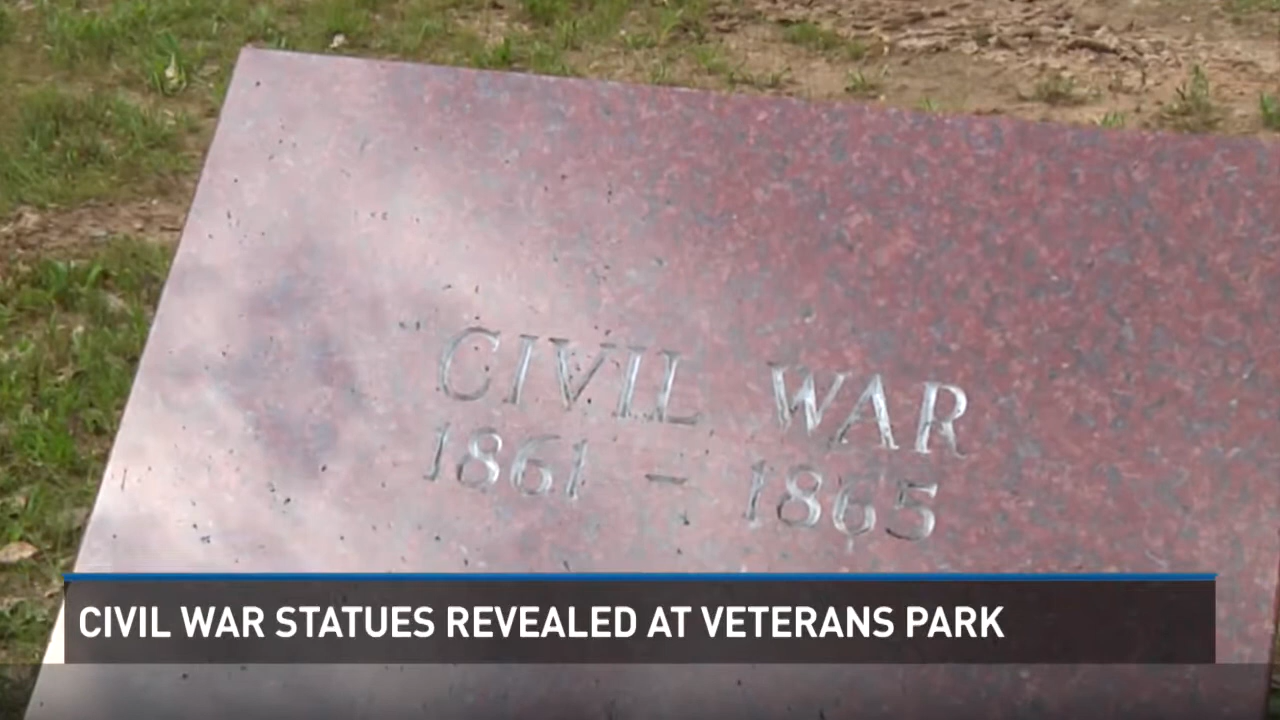 CIVIL WAR
1861 - 1865
CIVIL WAR STATUES REVEALED AT VETERANS PARK